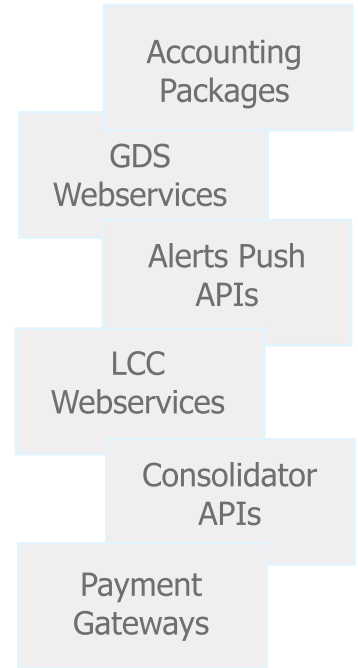 Accounting
Packages
GDS
Webservices
Alerts Push
APIs
LCC
Webservices
Consolidator
APIs
Payment
Gateways